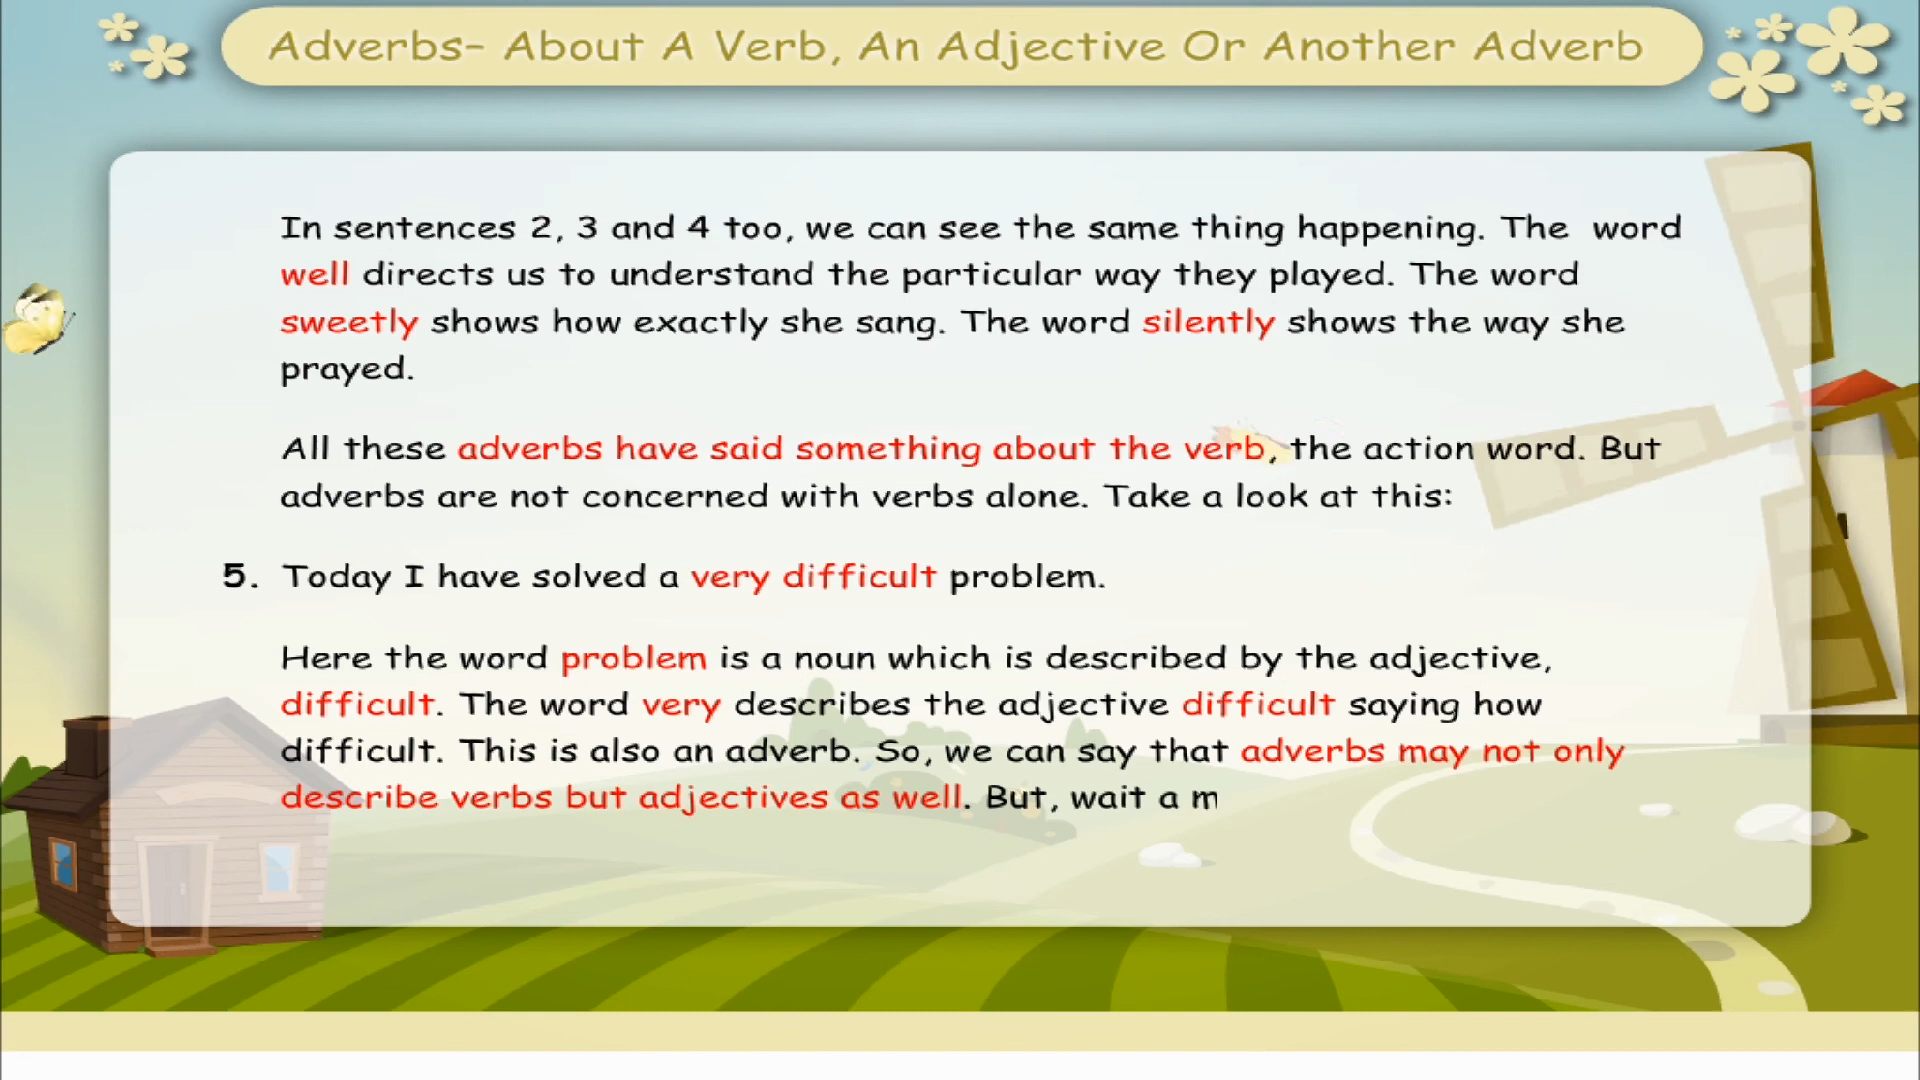 Adverbs– About A Verb, An Adjective Or Another Adverb
In sentences 2, 3 and 4 too, we can see the same thing happening. The word
well directs us to understand the particular way they played. The word
sweetly shows how exactly she sang. The word silently shows the way she
prayed.
All these adverbs have said something about the verb, the action word. But
adverbs are not concerned with verbs alone. Take a look at this:
5. Today I have solved a very difficult problem.
Here the word problem is a noun which is described by the adjective,
difficult. The word very describes the adjective difficult saying how
difficult. This is also an adverb. So, we can say that adverbs may not only
describe verbs but adjectives as well. But, wait a m